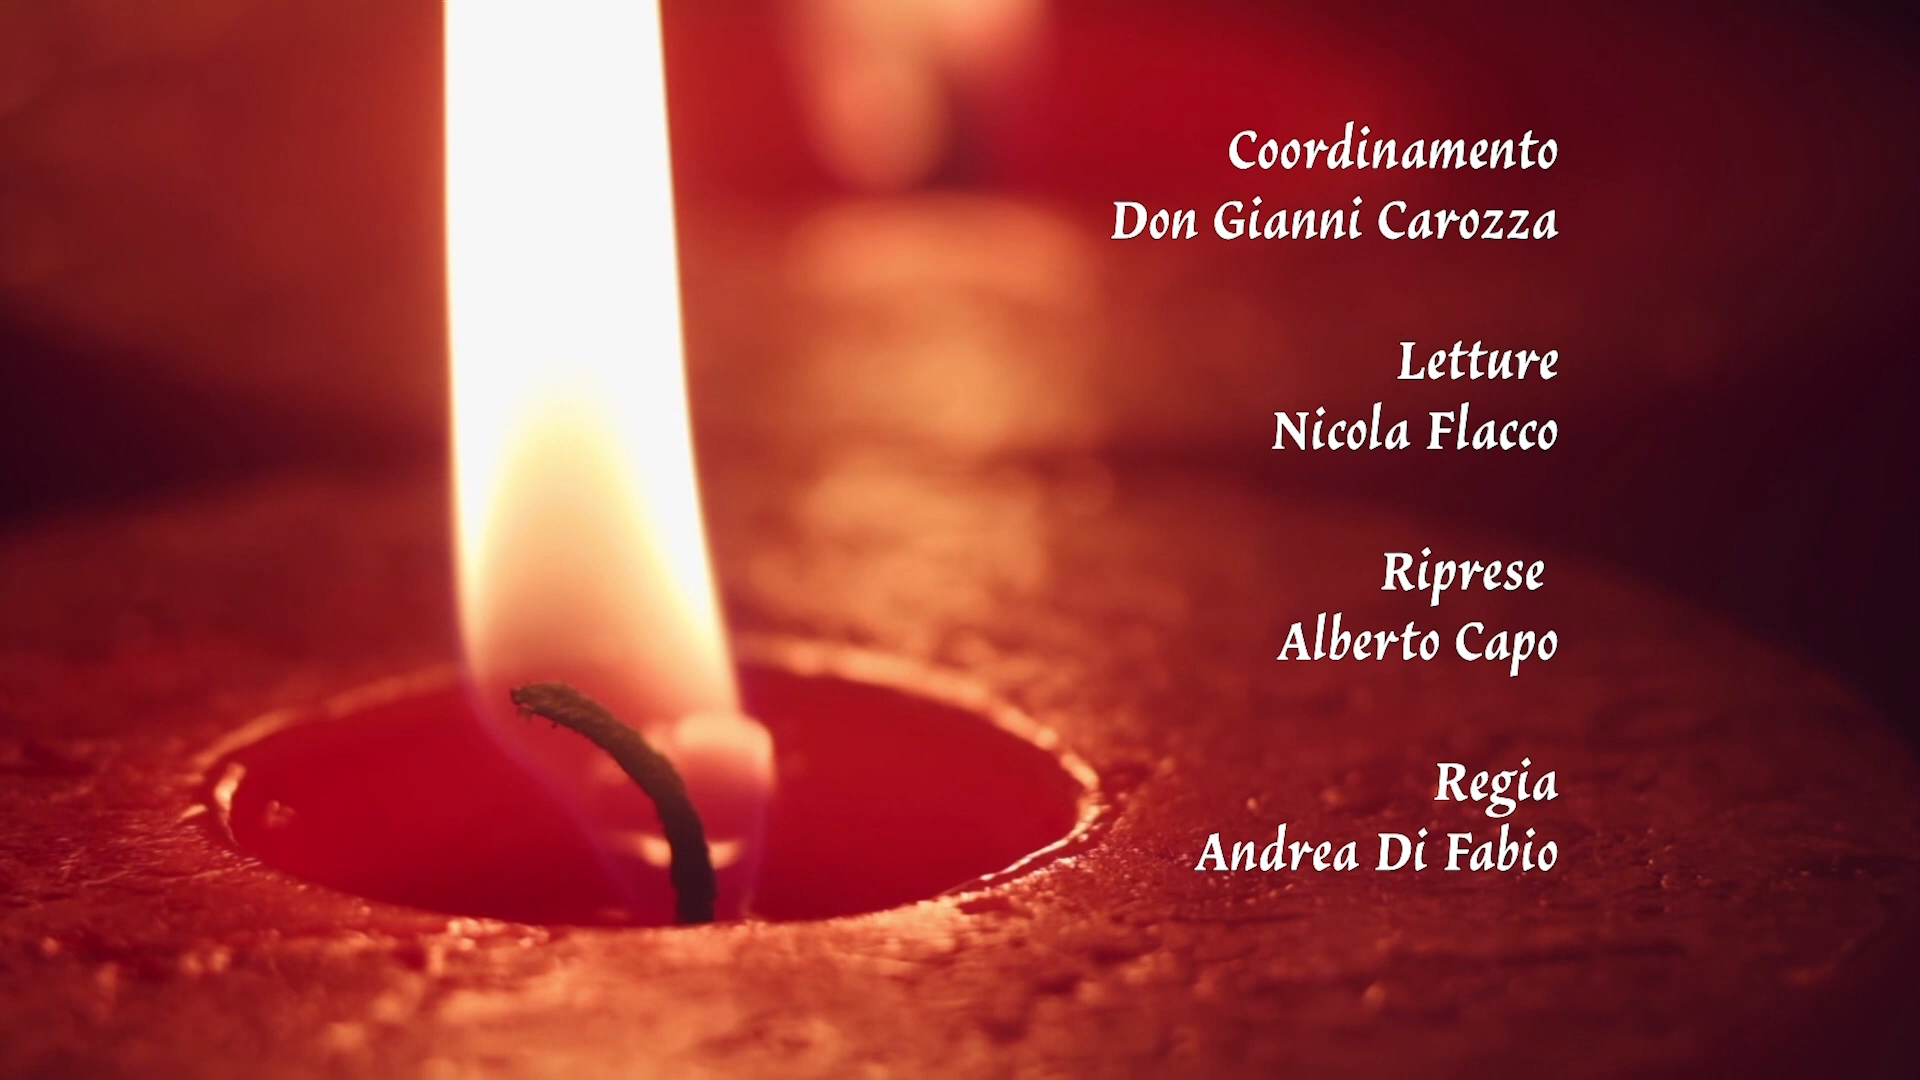 Coordinamento
Don Gianni Carozza
Letture
Nicola Flacco
Riprese
Alberto Capo
Regia
Andrea Di Fabio